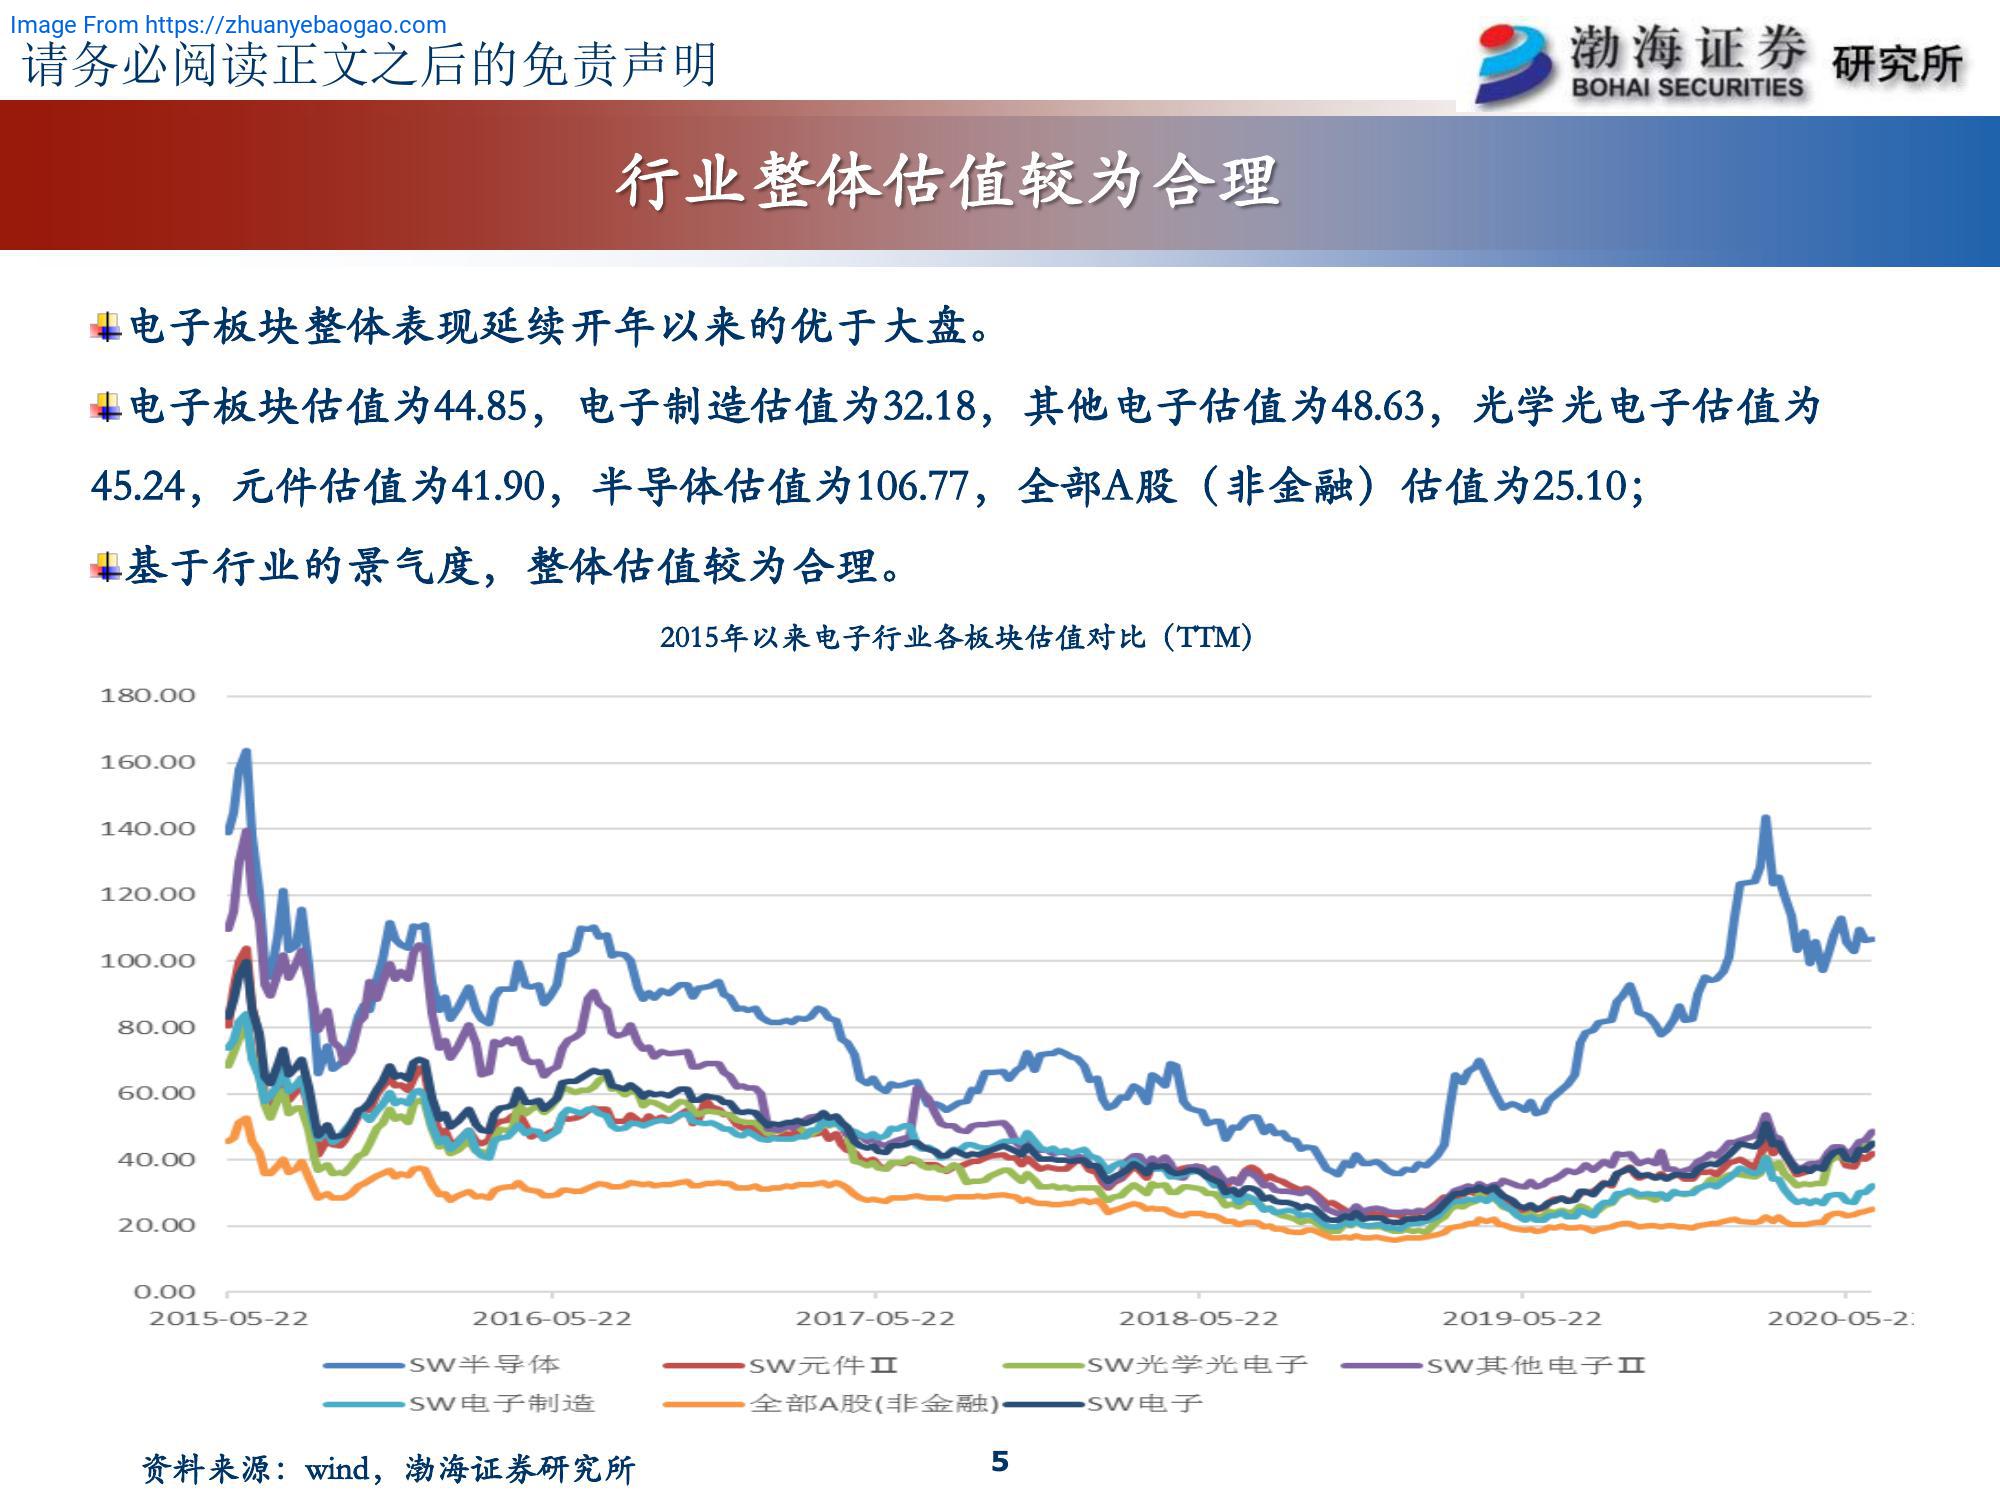 Image From https://zhuanyebaogao.com
请务必阅读正文之后的免责声明
渤海证券
BOHAI SECURITIES
研究所
行业整体估值较为合理
电子板块整体表现延续开年以来的优于大盘。
电子板块估值为44.85，电子制造估值为32.18，其他电子估值为48.63，光学光电子估值为
45.24，元件估值为41.90，半导体估值为106.77，全部A股（非金融）估值为25.10；
基于行业的景气度，整体估值较为合理。
2015年以来电子行业各板块估值对比（TTM）
180.00
160.00
140.00
120.00
100.00
80.00
60.00
40.00
20.00
0.00
2015-05-22 2016-05-22 2017-05-22 2018-05-22 2019-05-22 2020-05-2
SW半导体 SW元件Ⅱ SW光学光电子 SW其他电子Ⅱ
SW电子制造 全部A股(非金融) SW电子
资料来源：wind，渤海证券研究所
5